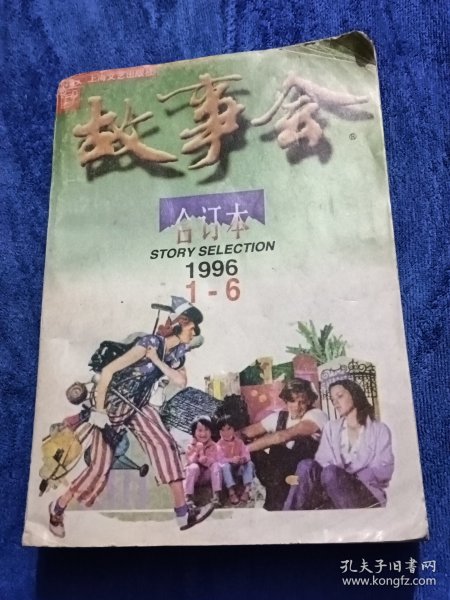 上海文艺出版社
故事会
®
合订本
STORY SELECTION
1996
1-6
孔夫子旧书网
www.kongfz.com